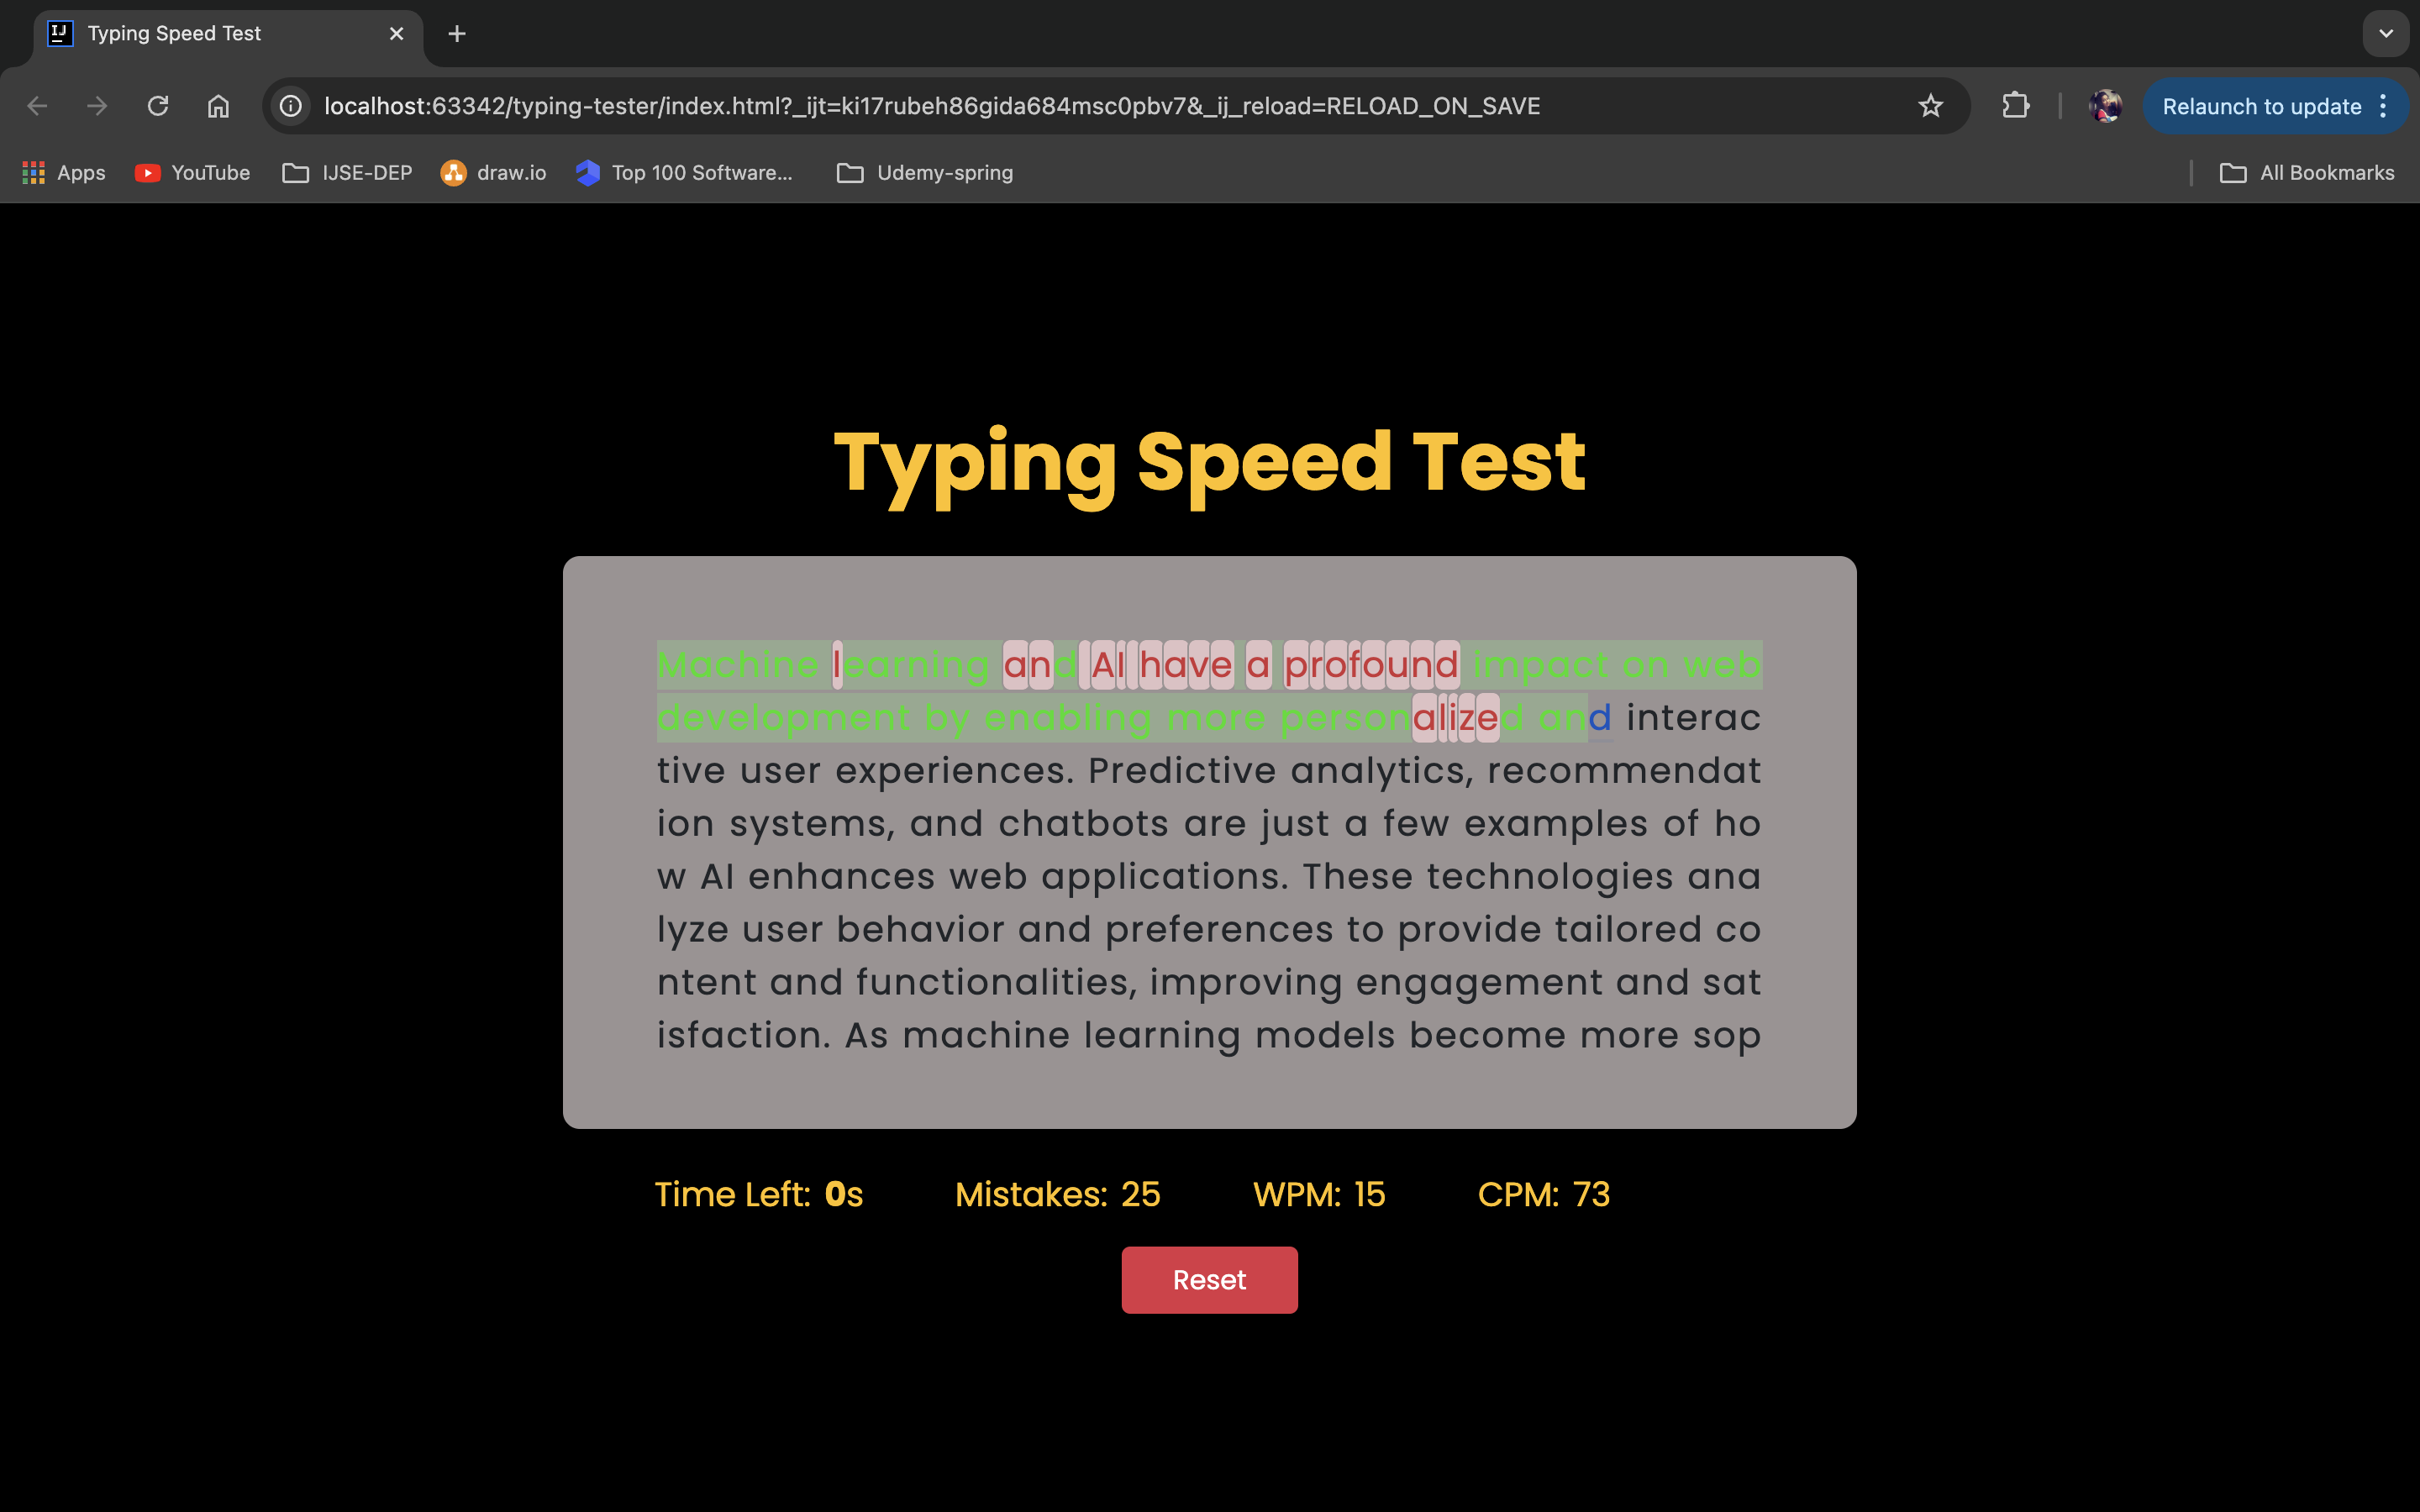 IJ Typing Speed Test
localhost:63342/typing-tester/index.html?_ijt=ki17rubeh86gida684msc0pbv7&_ij_reload=RELOAD_ON_SAVE Relaunch to update
Apps YouTube IJSE-DEP draw.io Top 100 Software... Udemy-spring All Bookmarks
Typing Speed Test
Machine learning and AI have a profound impact on web
development by enabling more personalized and interac
tive user experiences. Predictive analytics, recommendat
ion systems, and chatbots are just a few examples of ho
w AI enhances web applications. These technologies ana
lyze user behavior and preferences to provide tailored co
ntent and functionalities, improving engagement and sat
isfaction. As machine learning models become more sop
Time Left: 0s Mistakes: 25 WPM: 15 CPM: 73
Reset